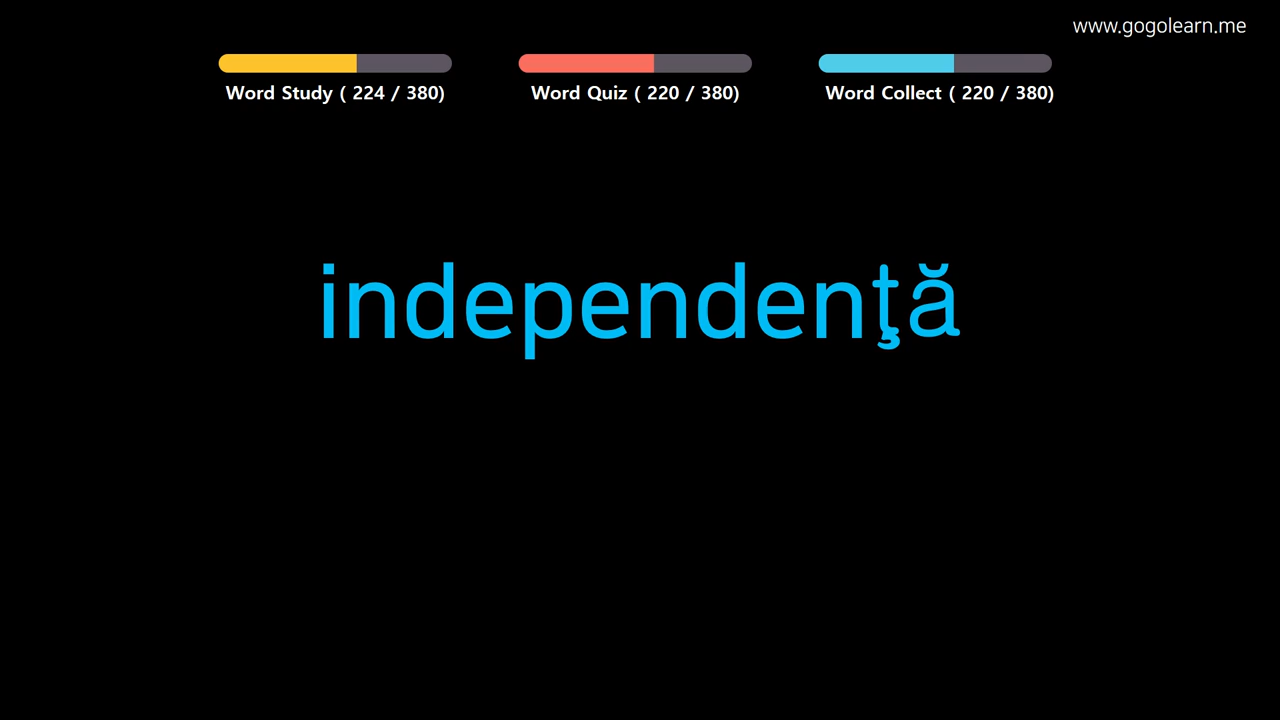 www.gogolearn.me
Word Study ( 224 / 380)
Word Quiz ( 220 / 380)
Word Collect ( 220 / 380)
independenţă